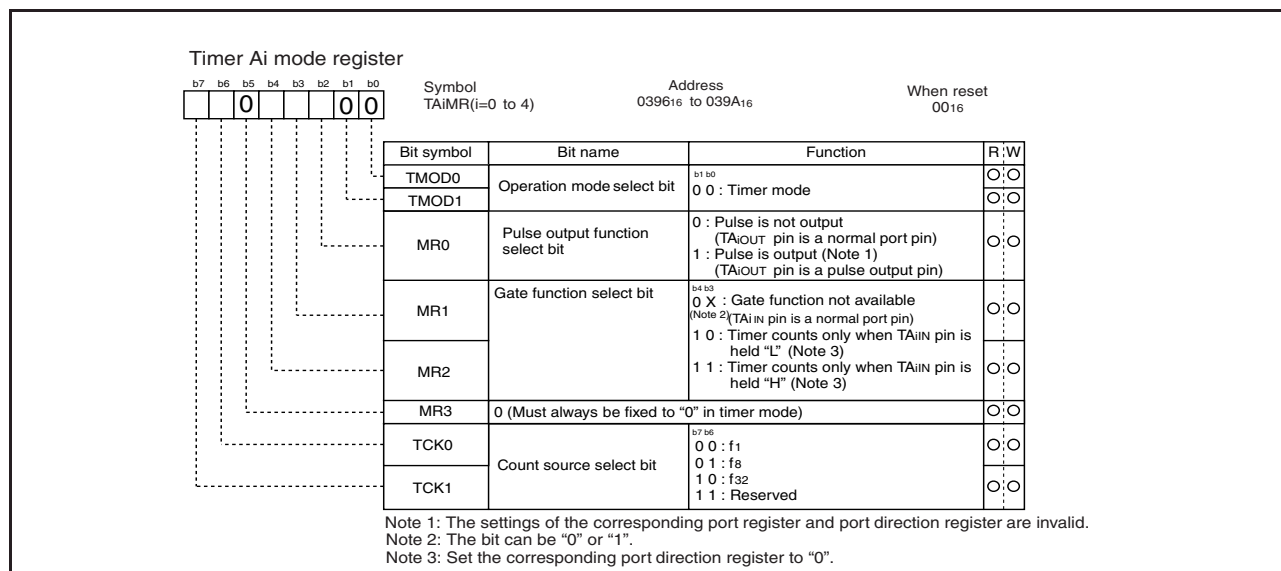 Timer Ai mode register
b7 b6 b5 b4 b3 b2 b1 b0
0 0 0
Symbol Address When reset
TAiMR(i=0 to 4) 039616 to 039A16 0016
Bit symbol Bit name Function R W
TMOD0
TMOD1
Operation mode select bit
b1 b0
0 0 : Timer mode
MR0
Pulse output function
select bit
0 : Pulse is not output
(TAiOUT pin is a normal port pin)
1 : Pulse is output (Note 1)
(TAiOUT pin is a pulse output pin)
MR1
MR2
Gate function select bit
b4 b3
0 X : Gate function not available
(Note 2)(TAiIN pin is a normal port pin)
1 0 : Timer counts only when TAiIN pin is
held “L” (Note 3)
1 1 : Timer counts only when TAiIN pin is
held “H” (Note 3)
MR3 0 (Must always be fixed to “0” in timer mode)
TCK0
TCK1
Count source select bit
b7 b6
0 0 : f1
0 1 : f8
1 0 : f32
1 1 : Reserved
Note 1: The settings of the corresponding port register and port direction register are invalid.
Note 2: The bit can be “0” or “1”.
Note 3: Set the corresponding port direction register to “0”.